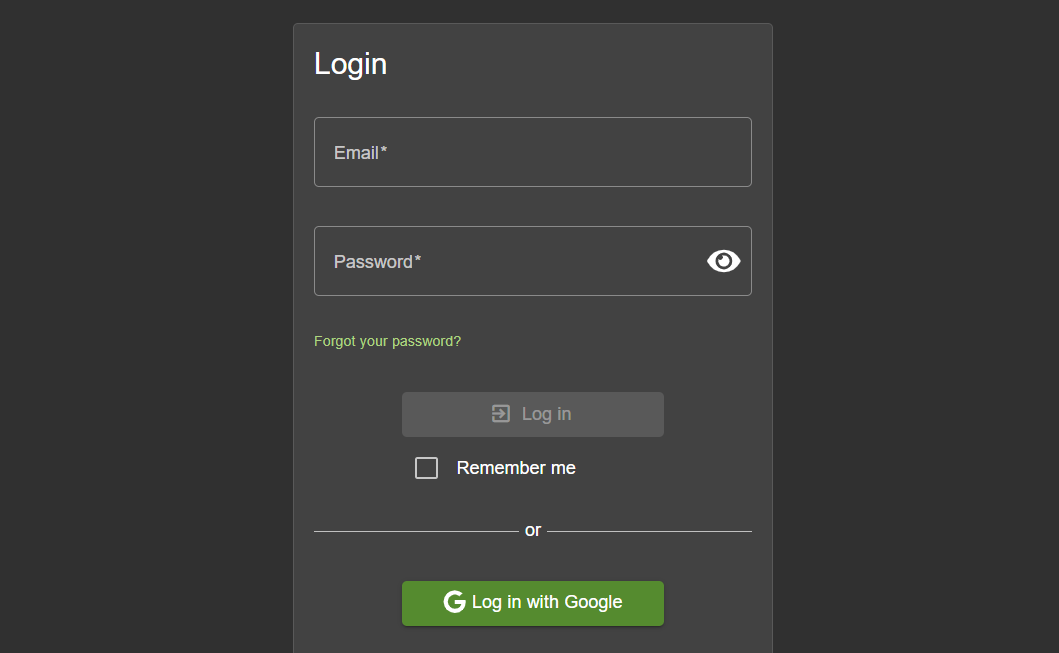 Login
Email*
Password*
Forgot your password?
Log in
Remember me
or
Log in with Google